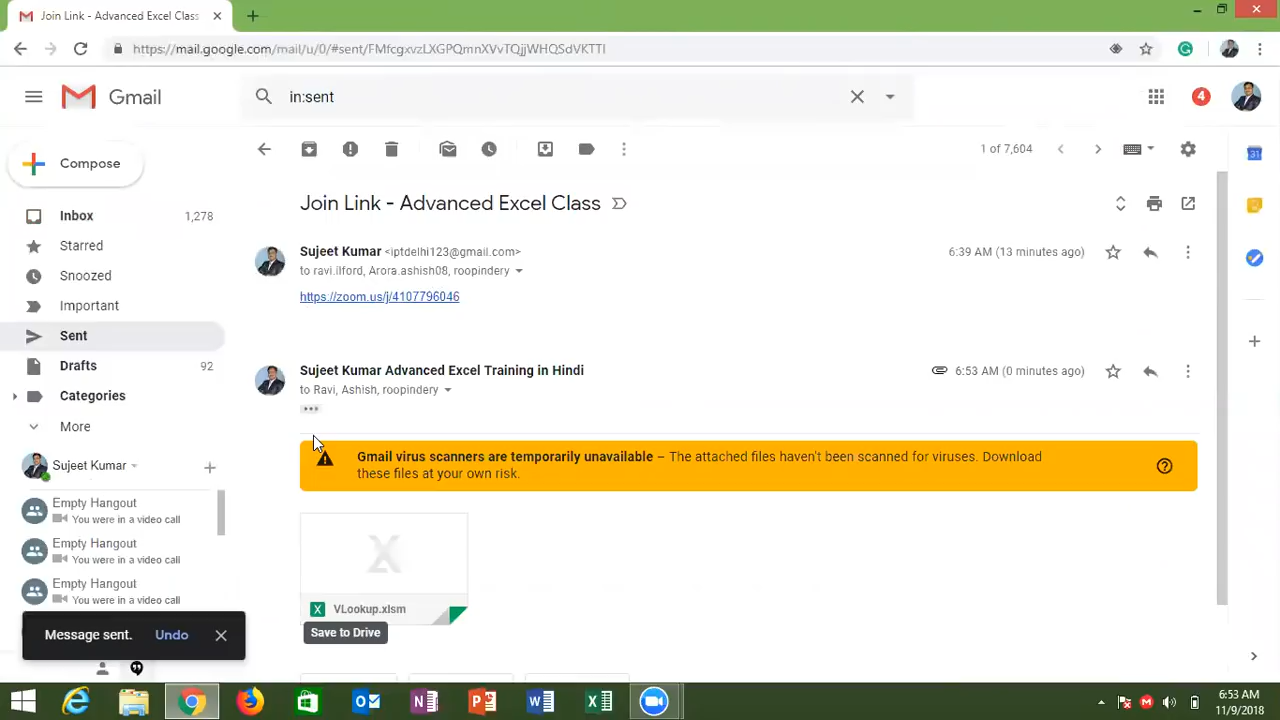 Join Link - Advanced Excel Class
https://mail.google.com/mail/u/0/#sent/FMfcgxvzLXGPQmnXVvTQjjWHQSdVKTTl
Gmail
in:sent
4
Compose
1 of 7,604
31
Join Link - Advanced Excel Class
Inbox 1,278
Starred
Snoozed
Important
Sent
Drafts 92
Categories
More
Sujeet Kumar
Empty Hangout
You were in a video call
Empty Hangout
You were in a video call
Empty Hangout
You were in a video call
Sujeet Kumar <iptdelhi123@gmail.com> 6:39 AM (13 minutes ago)
to ravi.ilford, Arora.ashish08, roopindery
https://zoom.us/j/4107796046
Sujeet Kumar Advanced Excel Training in Hindi 6:53 AM (0 minutes ago)
to Ravi, Ashish, roopindery
Gmail virus scanners are temporarily unavailable – The attached files haven't been scanned for viruses. Download
these files at your own risk.
VLookup.xlsm
Save to Drive
Message sent. Undo
6:53 AM
11/9/2018